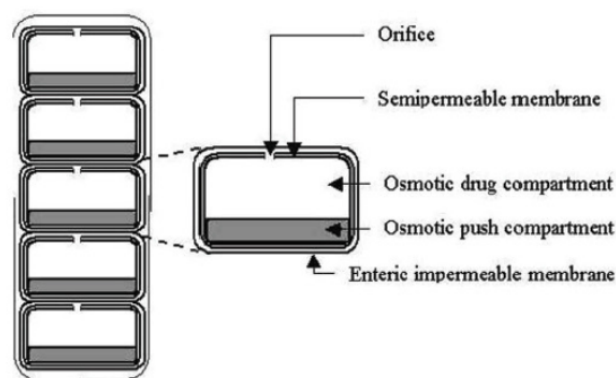 Orifice
Semipermeable membrane
Osmotic drug compartment
Osmotic push compartment
Enteric impermeable membrane